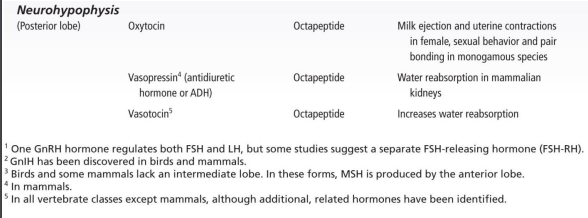 Neurohypophysis
(Posterior lobe) Oxytocin Octapeptide Milk ejection and uterine contractions
in female, sexual behavior and pair
bonding in monogamous species
Vasopressin⁴ (antidiuretic Octapeptide Water reabsorption in mammalian
hormone or ADH) kidneys
Vasotocin⁵ Octapeptide Increases water reabsorption
¹ One GnRH hormone regulates both FSH and LH, but some studies suggest a separate FSH-releasing hormone (FSH-RH).
² GnIH has been discovered in birds and mammals.
³ Birds and some mammals lack an intermediate lobe. In these forms, MSH is produced by the anterior lobe.
⁴ In mammals.
⁵ In all vertebrate classes except mammals, although additional, related hormones have been identified.